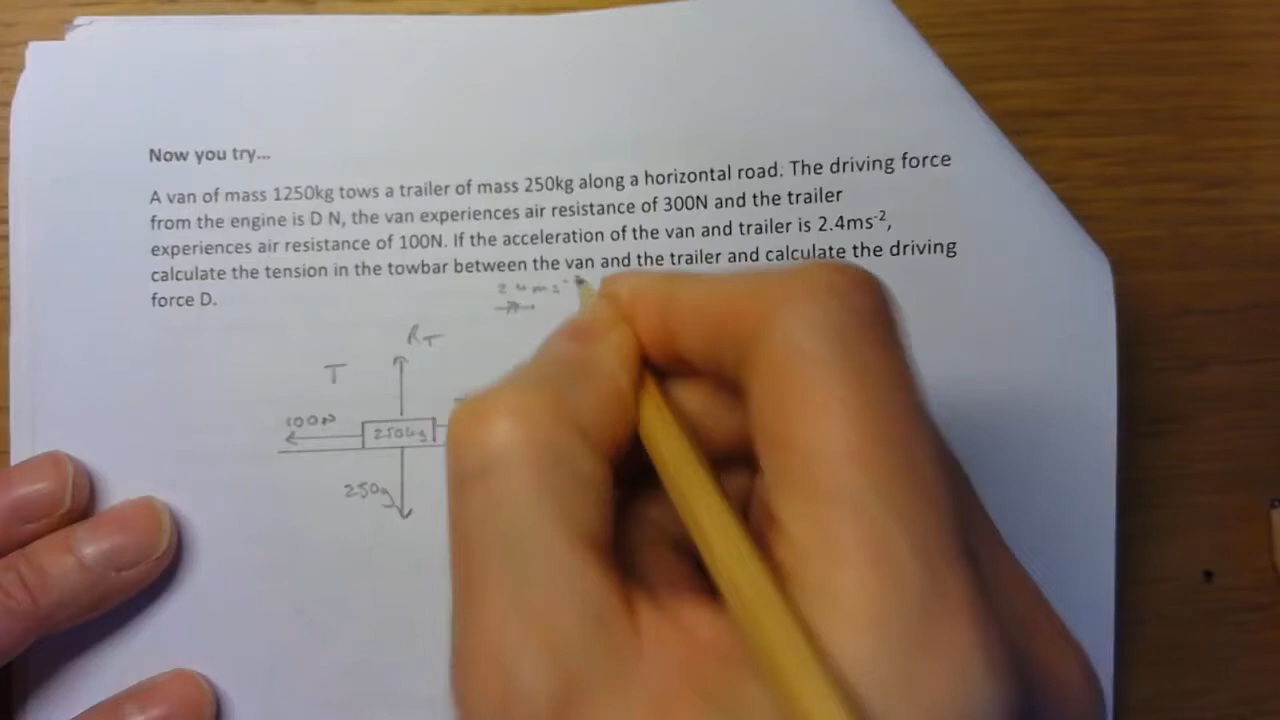 Now you try...
A van of mass 1250kg tows a trailer of mass 250kg along a horizontal road. The driving force
from the engine is D N, the van experiences air resistance of 300N and the trailer
experiences air resistance of 100N. If the acceleration of the van and trailer is 2.4ms⁻²,
calculate the tension in the towbar between the van and the trailer and calculate the driving
force D.
2.4ms⁻
R_T
T
100N
250kg
250g